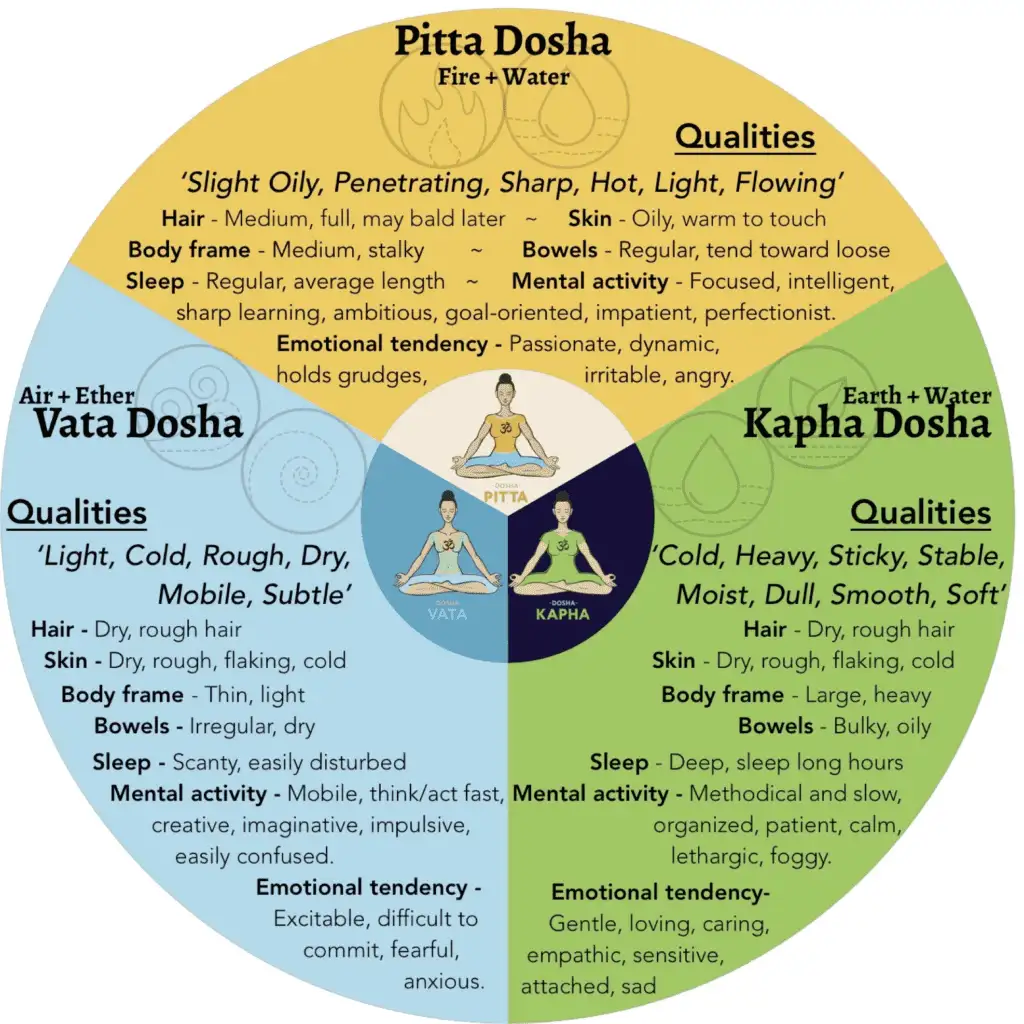 Pitta Dosha
Fire + Water
Qualities
‘Slight Oily, Penetrating, Sharp, Hot, Light, Flowing’
Hair - Medium, full, may bald later ~ Skin - Oily, warm to touch
Body frame - Medium, stalky ~ Bowels - Regular, tend toward loose
Sleep - Regular, average length ~ Mental activity - Focused, intelligent,
sharp learning, ambitious, goal-oriented, impatient, perfectionist.
Emotional tendency - Passionate, dynamic,
holds grudges, irritable, angry.
Air + Ether
Vata Dosha
Qualities
‘Light, Cold, Rough, Dry,
Mobile, Subtle’
Hair - Dry, rough hair
Skin - Dry, rough, flaking, cold
Body frame - Thin, light
Bowels - Irregular, dry
Sleep - Scanty, easily disturbed
Mental activity - Mobile, think/act fast,
creative, imaginative, impulsive,
easily confused.
Emotional tendency -
Excitable, difficult to
commit, fearful,
anxious.
Earth + Water
Kapha Dosha
Qualities
‘Cold, Heavy, Sticky, Stable,
Moist, Dull, Smooth, Soft’
Hair - Dry, rough hair
Skin - Dry, rough, flaking, cold
Body frame - Large, heavy
Bowels - Bulky, oily
Sleep - Deep, sleep long hours
Mental activity - Methodical and slow,
organized, patient, calm,
lethargic, foggy.
Emotional tendency-
Gentle, loving, caring,
empathic, sensitive,
attached, sad
ॐ
-DOSHA-
PITTA
ॐ
-DOSHA-
VATA
ॐ
-DOSHA-
KAPHA